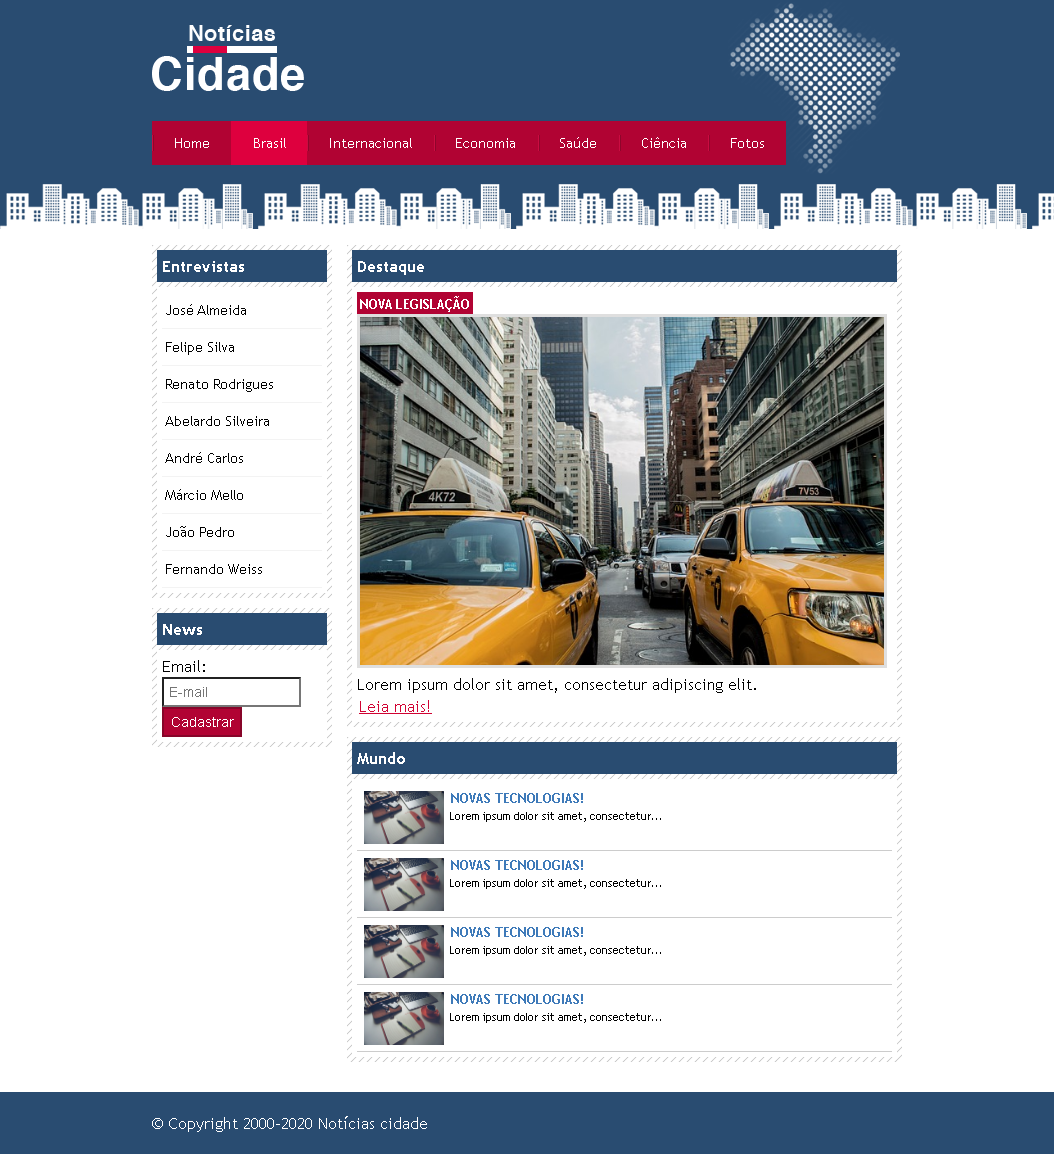 Notícias
Cidade
Home Brasil Internacional Economia Saúde Ciência Fotos
Entrevistas
José Almeida
Felipe Silva
Renato Rodrigues
Abelardo Silveira
André Carlos
Márcio Mello
João Pedro
Fernando Weiss
News
Email:
E-mail
Cadastrar
Destaque
NOVA LEGISLAÇÃO
4K72
7V53
Lorem ipsum dolor sit amet, consectetur adipiscing elit.
Leia mais!
Mundo
NOVAS TECNOLOGIAS!
Lorem ipsum dolor sit amet, consectetur...
NOVAS TECNOLOGIAS!
Lorem ipsum dolor sit amet, consectetur...
NOVAS TECNOLOGIAS!
Lorem ipsum dolor sit amet, consectetur...
NOVAS TECNOLOGIAS!
Lorem ipsum dolor sit amet, consectetur...
© Copyright 2000-2020 Notícias cidade